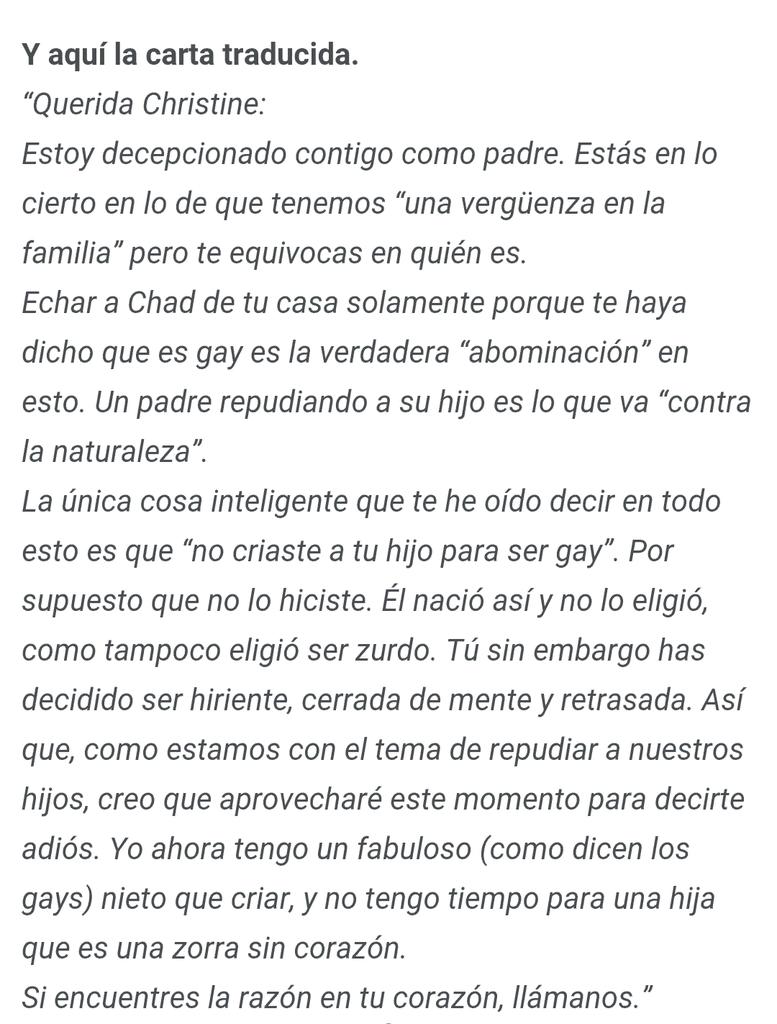 Y aquí la carta traducida.
“Querida Christine:
Estoy decepcionado contigo como padre. Estás en lo
cierto en lo de que tenemos “una vergüenza en la
familia” pero te equivocas en quién es.
Echar a Chad de tu casa solamente porque te haya
dicho que es gay es la verdadera “abominación” en
esto. Un padre repudiando a su hijo es lo que va “contra
la naturaleza”.
La única cosa inteligente que te he oído decir en todo
esto es que “no criaste a tu hijo para ser gay”. Por
supuesto que no lo hiciste. Él nació así y no lo eligió,
como tampoco eligió ser zurdo. Tú sin embargo has
decidido ser hiriente, cerrada de mente y retrasada. Así
que, como estamos con el tema de repudiar a nuestros
hijos, creo que aprovecharé este momento para decirte
adiós. Yo ahora tengo un fabuloso (como dicen los
gays) nieto que criar, y no tengo tiempo para una hija
que es una zorra sin corazón.
Si encuentres la razón en tu corazón, llámanos.”